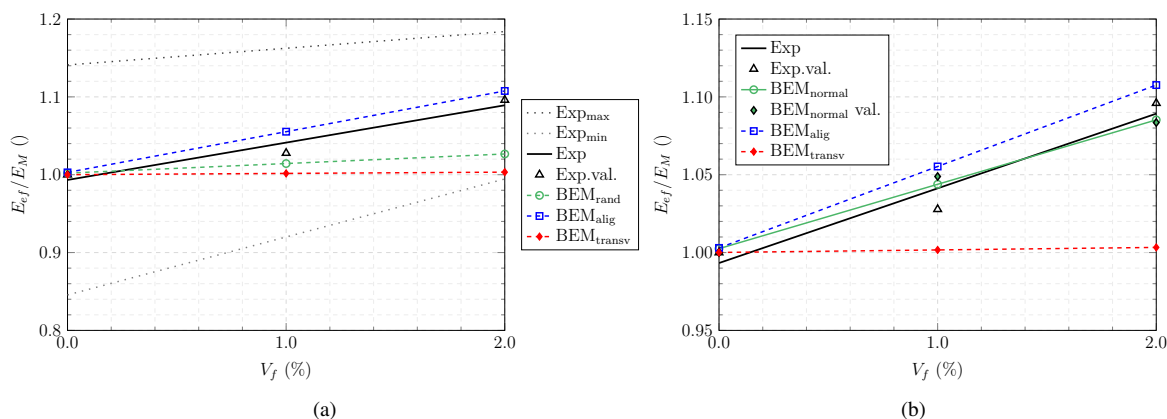 1.2
1.1
1.0
0.9
0.8
E_ef/E_M ()
0.0
1.0
2.0
V_f (%)
Exp_max
Exp_min
Exp
Exp.val.
BEM_rand
BEM_alig
BEM_transv
(a)
1.15
1.10
1.05
1.00
0.95
E_ef/E_M ()
0.0
1.0
2.0
V_f (%)
Exp
Exp.val.
BEM_normal
BEM_normal val.
BEM_alig
BEM_transv
(b)